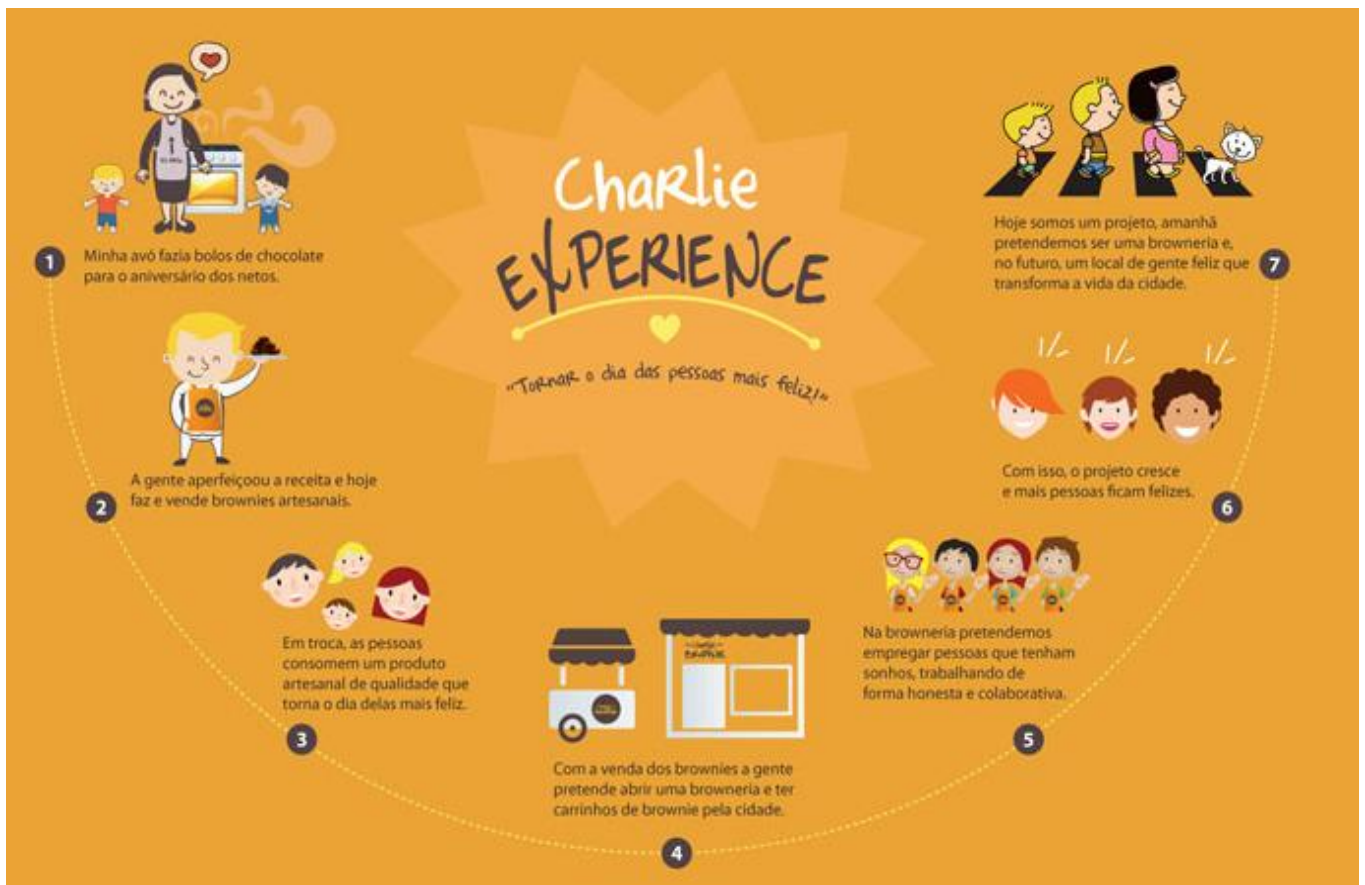 Charlie
EXPERIENCE
"Tornar o dia das pessoas mais feliz!"
1
Minha avó fazia bolos de chocolate
para o aniversário dos netos.
2
A gente aperfeiçoou a receita e hoje
faz e vende brownies artesanais.
3
Em troca, as pessoas
consomem um produto
artesanal de qualidade que
torna o dia delas mais feliz.
4
Com a venda dos brownies a gente
pretende abrir uma browneria e ter
carrinhos de brownie pela cidade.
5
Na browneria pretendemos
empregar pessoas que tenham
sonhos, trabalhando de
forma honesta e colaborativa.
6
Com isso, o projeto cresce
e mais pessoas ficam felizes.
7
Hoje somos um projeto, amanhã
pretendemos ser uma browneria e,
no futuro, um local de gente feliz que
transforma a vida da cidade.